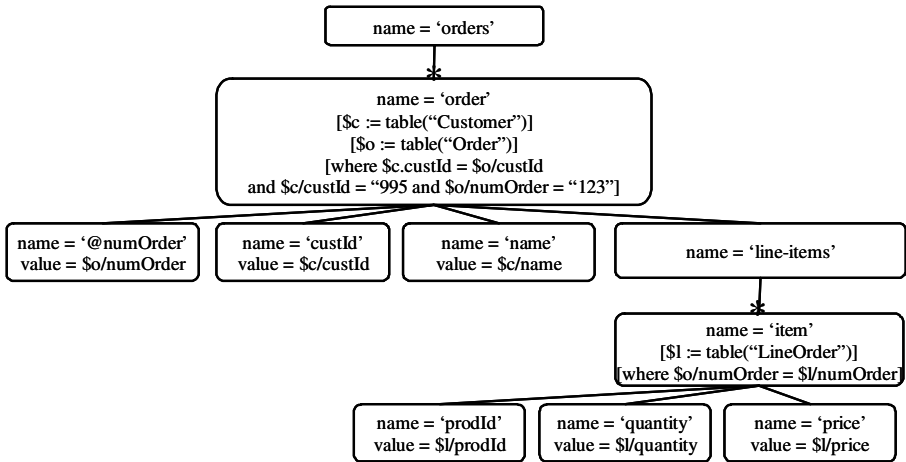 name = ‘orders’
*
name = ‘order’
[$c := table(“Customer”)]
[$o := table(“Order”)]
[where $c.custId = $o/custId
and $c/custId = “995 and $o/numOrder = “123”]
name = ‘@numOrder’
value = $o/numOrder
name = ‘custId’
value = $c/custId
name = ‘name’
value = $c/name
name = ‘line-items’
*
name = ‘item’
[$l := table(“LineOrder”)]
[where $o/numOrder = $l/numOrder]
name = ‘prodId’
value = $l/prodId
name = ‘quantity’
value = $l/quantity
name = ‘price’
value = $l/price